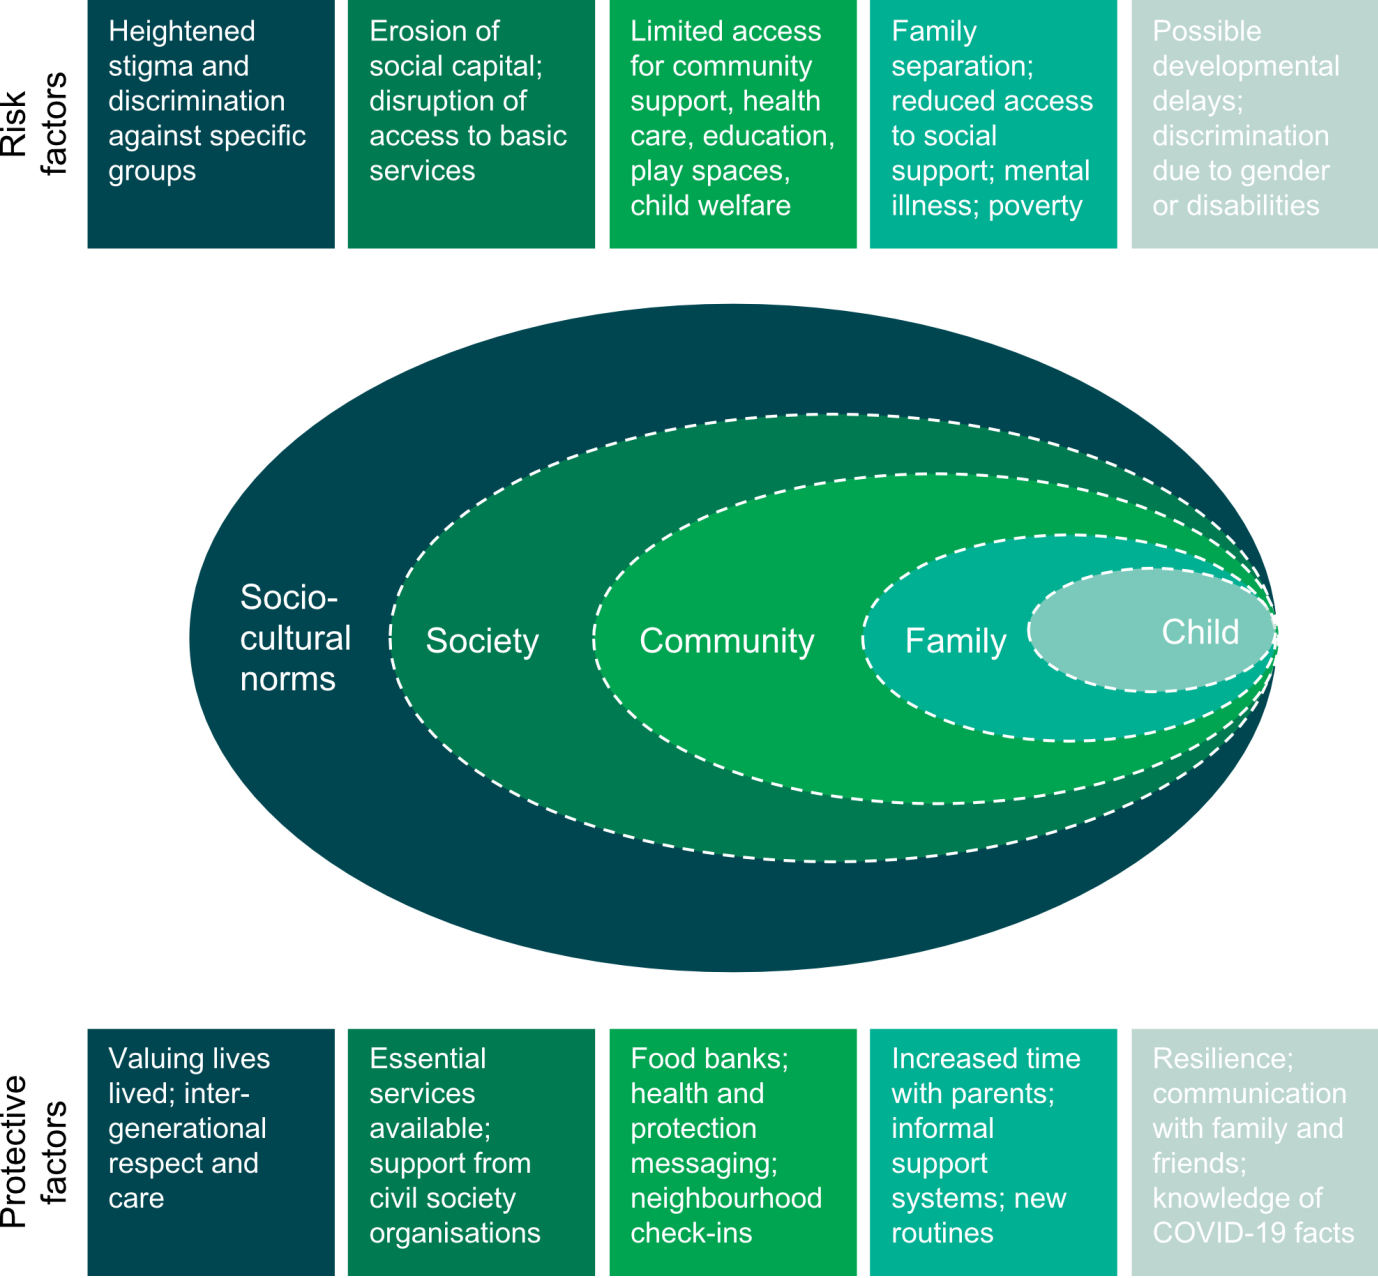 Risk
factors
Heightened
stigma and
discrimination
against specific
groups
Erosion of
social capital;
disruption of
access to basic
services
Limited access
for community
support, health
care, education,
play spaces,
child welfare
Family
separation;
reduced access
to social
support; mental
illness; poverty
Possible
developmental
delays;
discrimination
due to gender
or disabilities
Socio-
cultural
norms
Society
Community
Family
Child
Protective
factors
Valuing lives
lived; inter-
generational
respect and
care
Essential
services
available;
support from
civil society
organisations
Food banks;
health and
protection
messaging;
neighbourhood
check-ins
Increased time
with parents;
informal
support
systems; new
routines
Resilience;
communication
with family and
friends;
knowledge of
COVID-19 facts